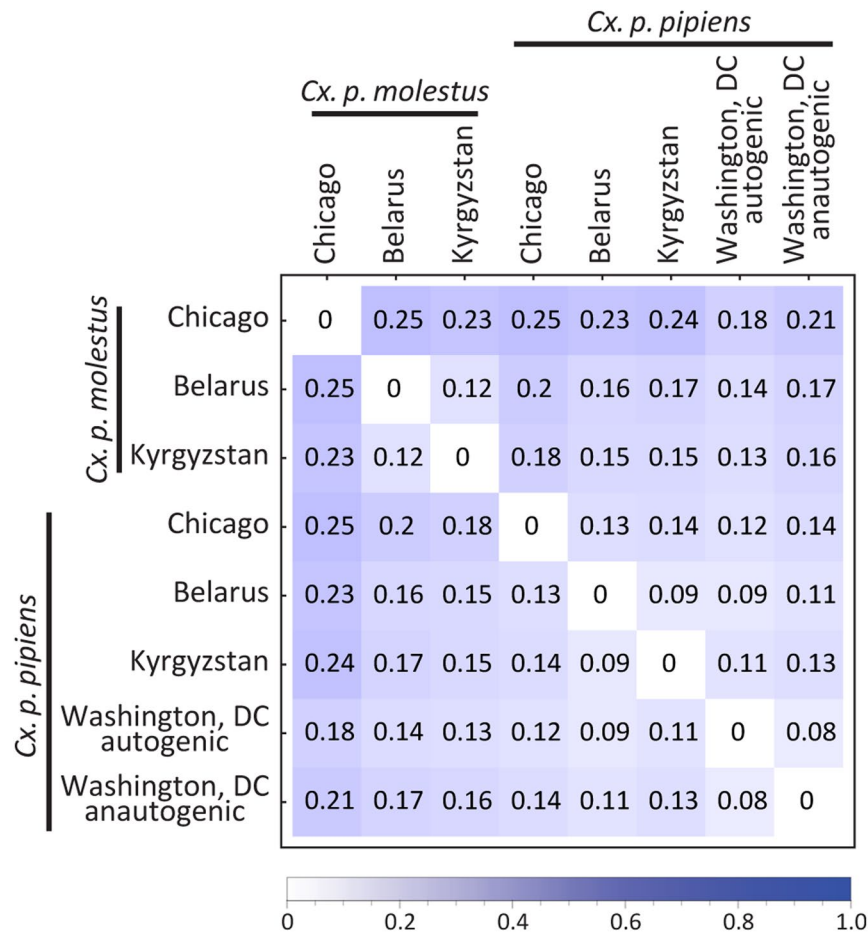 Cx. p. pipiens
Cx. p. molestus
Chicago
Belarus
Kyrgyzstan
Chicago
Belarus
Kyrgyzstan
Washington, DC
autogenic
Washington, DC
anautogenic
Cx. p. molestus
Chicago 0 0.25 0.23 0.25 0.23 0.24 0.18 0.21
Belarus 0.25 0 0.12 0.2 0.16 0.17 0.14 0.17
Kyrgyzstan 0.23 0.12 0 0.18 0.15 0.15 0.13 0.16
Cx. p. pipiens
Chicago 0.25 0.2 0.18 0 0.13 0.14 0.12 0.14
Belarus 0.23 0.16 0.15 0.13 0 0.09 0.09 0.11
Kyrgyzstan 0.24 0.17 0.15 0.14 0.09 0 0.11 0.13
Washington, DC
autogenic 0.18 0.14 0.13 0.12 0.09 0.11 0 0.08
Washington, DC
anautogenic 0.21 0.17 0.16 0.14 0.11 0.13 0.08 0
0 0.2 0.4 0.6 0.8 1.0